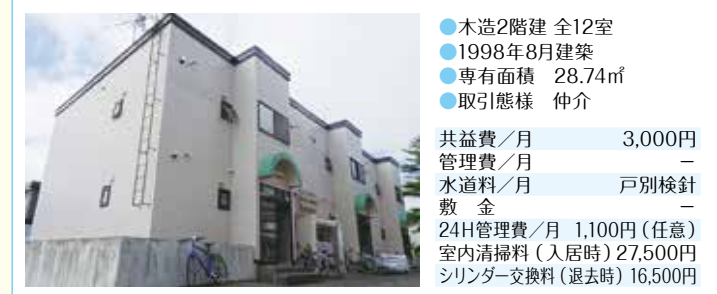 ●木造2階建 全12室
●1998年8月建築
●専有面積 28.74㎡
●取引態様 仲介
共益費／月 3,000円
管理費／月 −
水道料／月 戸別検針
敷 金 −
24H管理費／月 1,100円（任意）
室内清掃料（入居時）27,500円
シリンダー交換料（退去時）16,500円